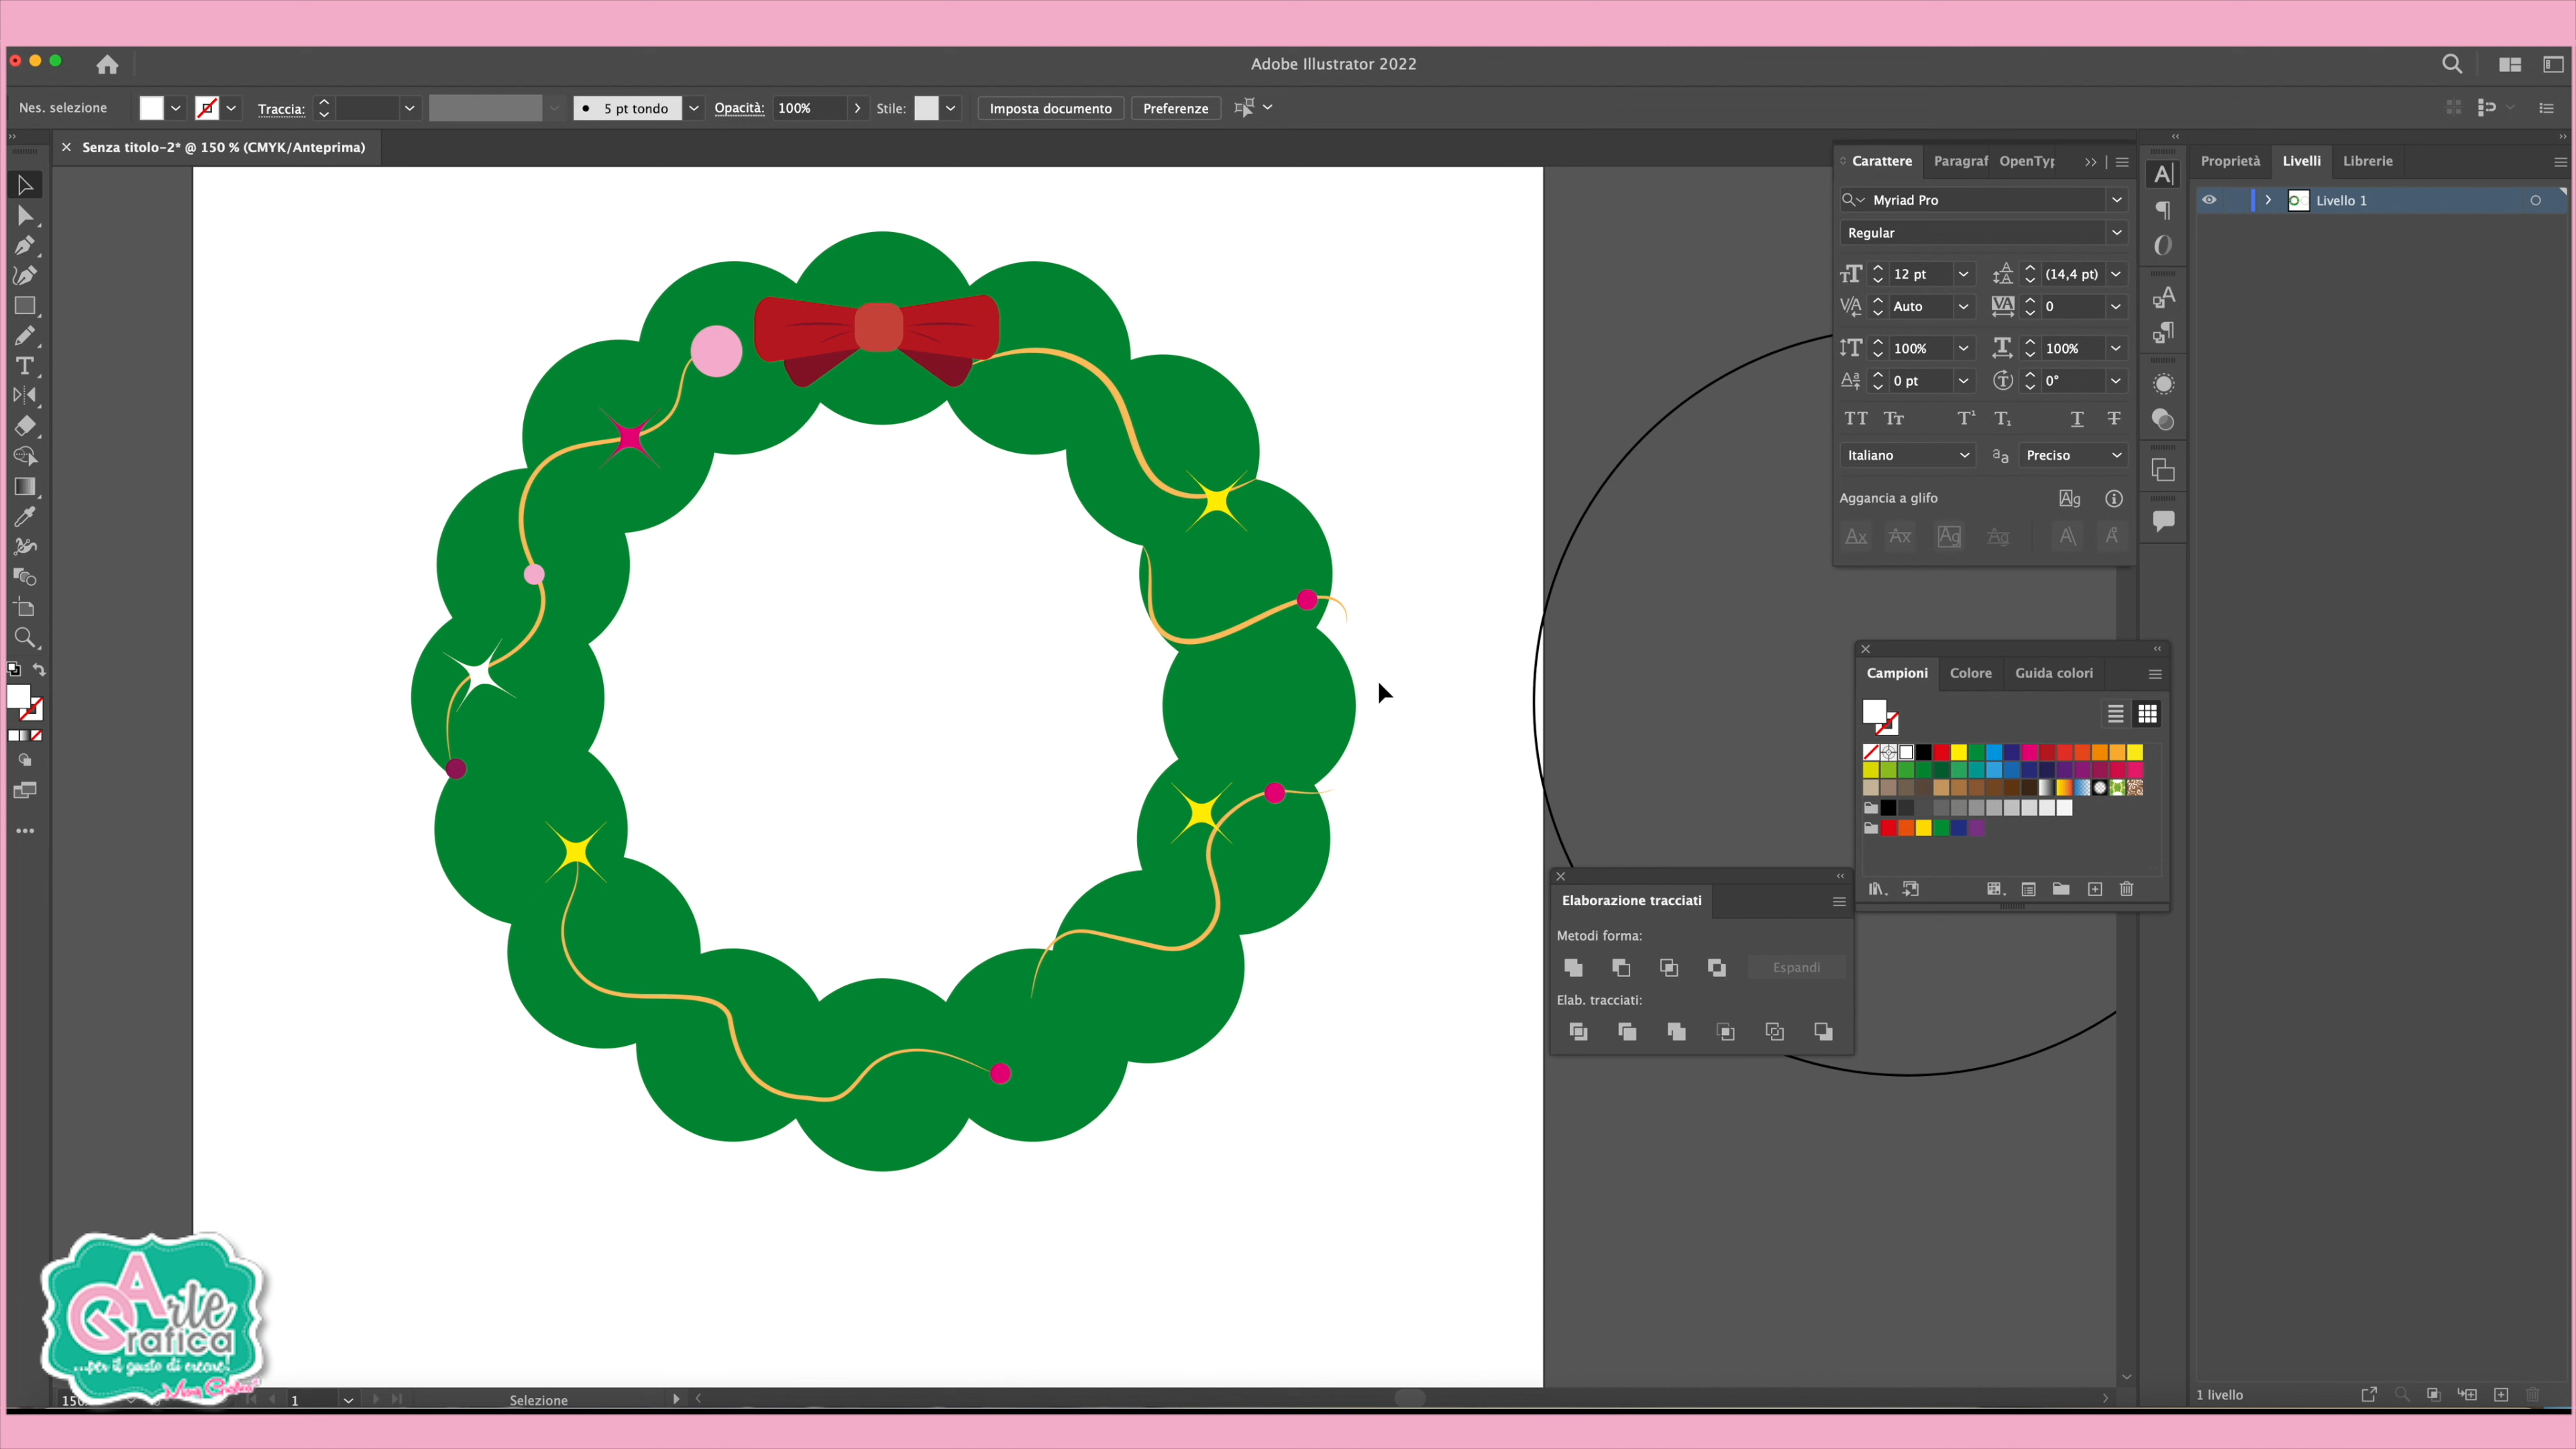 Adobe Illustrator 2022
Nes. selezione
Traccia:
5 pt tondo
Opacità:
100%
Stile:
Imposta documento
Preferenze
Senza titolo-2* @ 150 % (CMYK/Anteprima)
Carattere
Paragraf
OpenTyp
Proprietà
Livelli
Librerie
Myriad Pro
Livello 1
Regular
12 pt
(14,4 pt)
Auto
0
100%
100%
0 pt
0°
Italiano
Preciso
Aggancia a glifo
Campioni
Colore
Guida colori
Elaborazione tracciati
Metodi forma:
Espandi
Elab. tracciati:
Arte
Grafica
...per il gusto di creare!
1
Selezione
1 livello